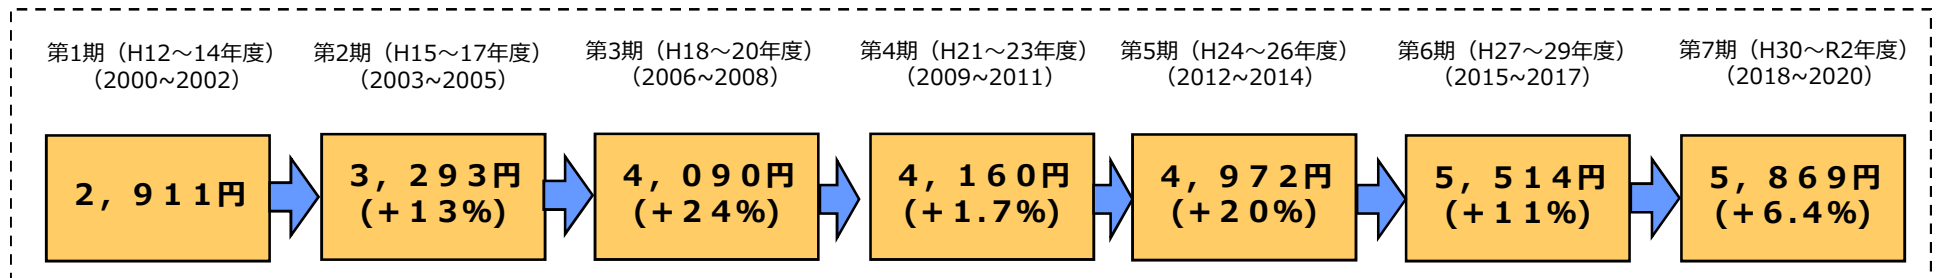 第1期（H12～14年度）
（2000~2002）
２，９１１円
第2期（H15～17年度）
（2003~2005）
３，２９３円
(＋１３%)
第3期（H18～20年度）
（2006~2008）
４，０９０円
(＋２４%)
第4期（H21～23年度）
（2009~2011）
４，１６０円
(＋１.７%)
第5期（H24～26年度）
（2012~2014）
４，９７２円
(＋２０%)
第6期（H27～29年度）
（2015~2017）
５，５１４円
(＋１１%)
第7期（H30～R2年度）
（2018~2020）
５，８６９円
(＋６.４%)